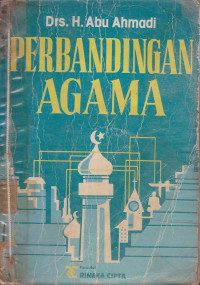 Drs. H. Abu Ahmadi
PERBANDINGAN
AGAMA
RINEKA CIPTA